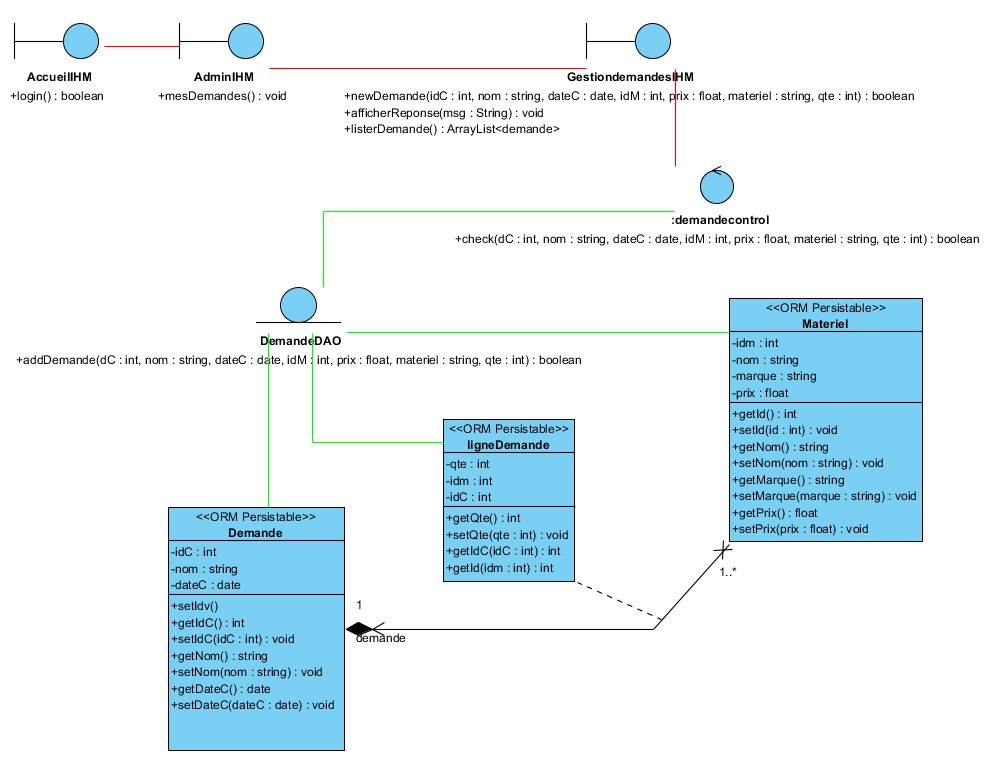 AccueilIHM
+login() : boolean
AdminIHM
+mesDemandes() : void
GestiondemandesIHM
+newDemande(idC : int, nom : string, dateC : date, idM : int, prix : float, materiel : string, qte : int) : boolean
+afficherReponse(msg : String) : void
+listerDemande() : ArrayList<demande>
:demandecontrol
+check(dC : int, nom : string, dateC : date, idM : int, prix : float, materiel : string, qte : int) : boolean
DemandeDAO
+addDemande(dC : int, nom : string, dateC : date, idM : int, prix : float, materiel : string, qte : int) : boolean
<<ORM Persistable>>
Materiel
-idm : int
-nom : string
-marque : string
-prix : float
+getId() : int
+setId(id : int) : void
+getNom() : string
+setNom(nom : string) : void
+getMarque() : string
+setMarque(marque : string) : void
+getPrix() : float
+setPrix(prix : float) : void
<<ORM Persistable>>
ligneDemande
-qte : int
-idm : int
-idC : int
+getQte() : int
+setQte(qte : int) : void
+getIdC(idC : int) : int
+getId(idm : int) : int
<<ORM Persistable>>
Demande
-idC : int
-nom : string
-dateC : date
+setIdv()
+getIdC() : int
+setIdC(idC : int) : void
+getNom() : string
+setNom(nom : string) : void
+getDateC() : date
+setDateC(dateC : date) : void
1
demande
1..*